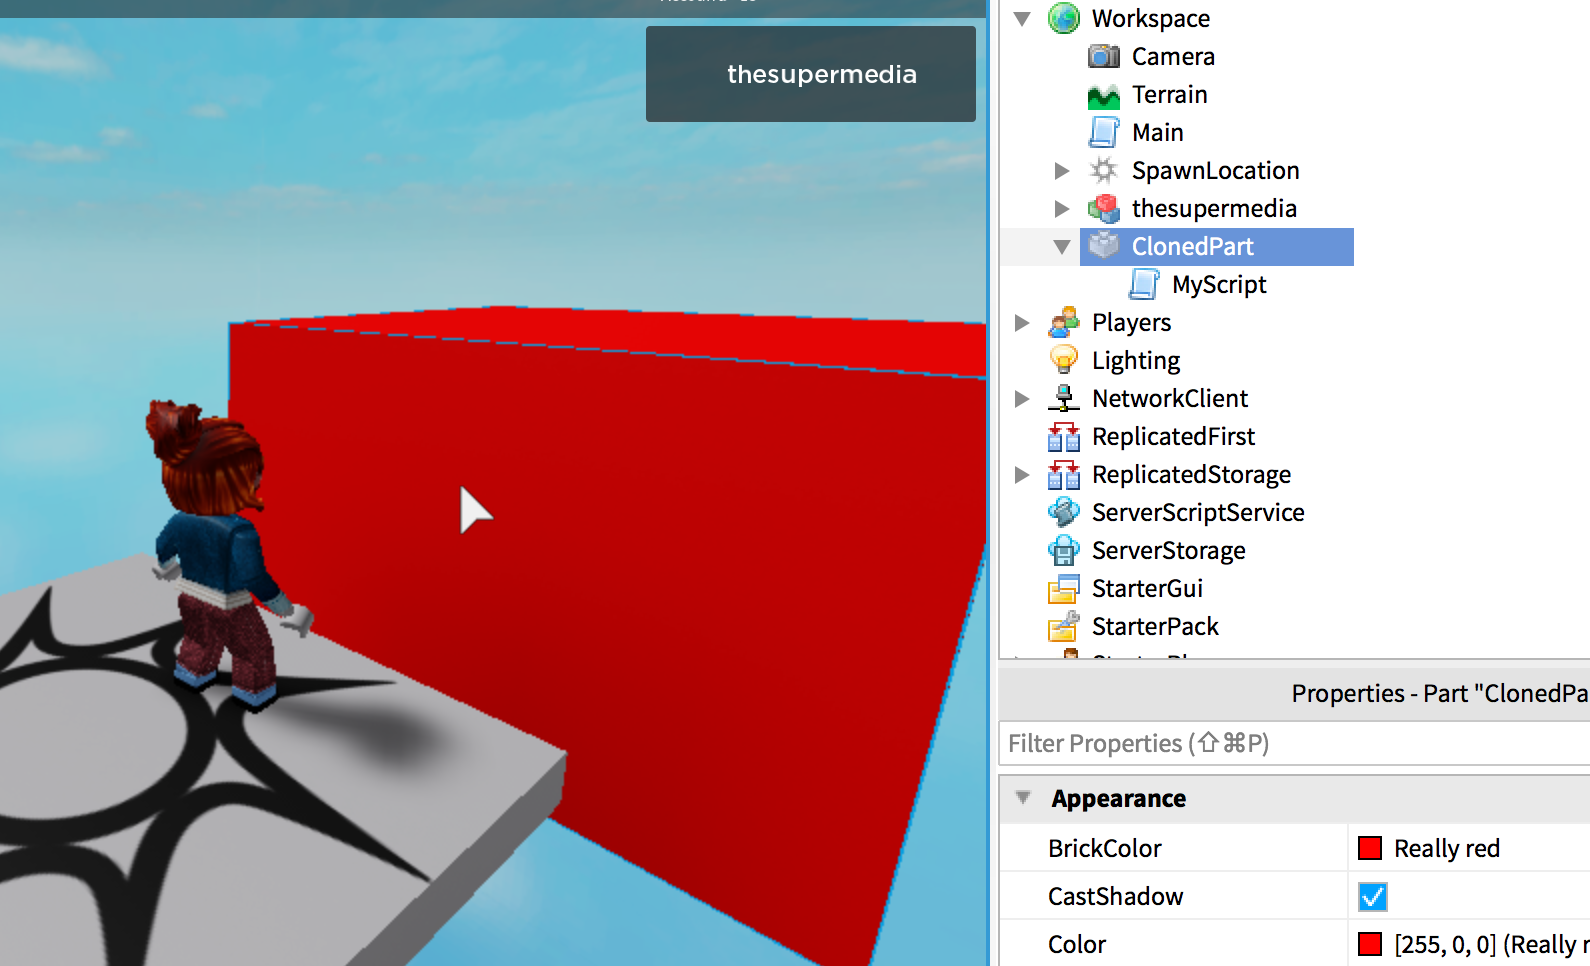 thesupermedia
Workspace
Camera
Terrain
Main
SpawnLocation
thesupermedia
ClonedPart
MyScript
Players
Lighting
NetworkClient
ReplicatedFirst
ReplicatedStorage
ServerScriptService
ServerStorage
StarterGui
StarterPack
Properties - Part "ClonedPa
Filter Properties (⇧⌘P)
Appearance
BrickColor
Really red
CastShadow
Color
[255, 0, 0] (Really r